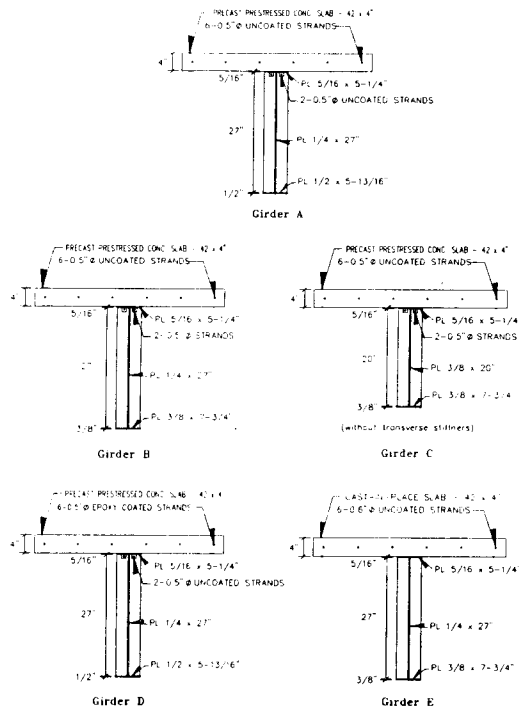 PRECAST PRESTRESSED CONC SLAB - 42 x 4"
6-0.5"Ø UNCOATED STRANDS
4"
5/16"
PL 5/16 x 5-1/4"
2-0.5"Ø UNCOATED STRANDS
27"
PL 1/4 x 27"
1/2"
PL 1/2 x 5-13/16"
Girder A
PRECAST PRESTRESSED CONC SLAB - 42 x 4"
6-0.5"Ø UNCOATED STRANDS
4"
5/16"
PL 5/16 x 5-1/4"
2-0.5"Ø STRANDS
PL 1/4 x 27"
3/8"
PL 3/8 x 7-3/4"
Girder B
PRECAST PRESTRESSED CONC SLAB - 42 x 4"
6-0.5"Ø UNCOATED STRANDS
4"
5/16"
PL 5/16 x 5-1/4
2-0.5"Ø STRANDS
20"
PL 3/8 x 20"
3/8"
PL 3/8 x 7-3/4
(without transverse stiffners)
Girder C
PRECAST PRESTRESSED CONC SLAB - 42 x 4
6-0.5"Ø EPOXY COATED STRANDS
4"
5/16"
PL 5/16 x 5-1/4"
2-0.5"Ø UNCOATED STRANDS
27"
PL 1/4 x 27"
1/2"
PL 1/2 x 5-13/16"
Girder D
CAST-IN-PLACE SLAB - 42 x 4"
6-0.6"Ø UNCOATED STRANDS
4"
5/16"
PL 5/16 x 5-1/4"
27"
PL 1/4 x 27"
3/8"
PL 3/8 x 7-3/4"
Girder E